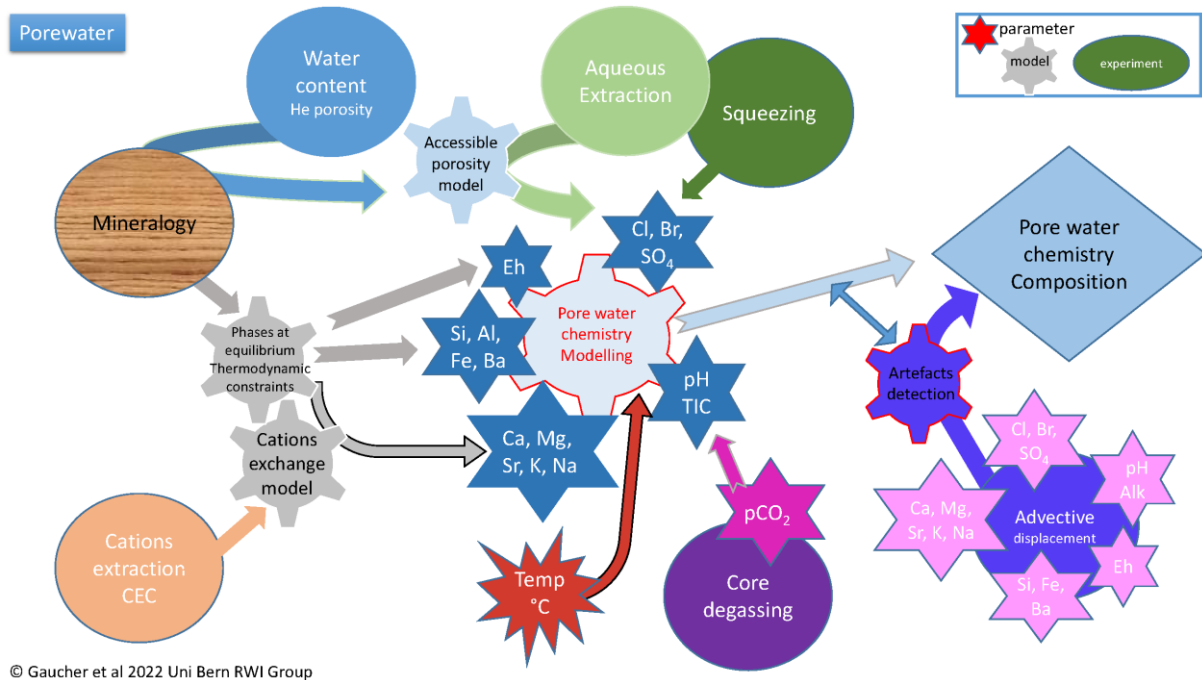 Porewater
parameter
model
experiment
Water
content
He porosity
Aqueous
Extraction
Squeezing
Accessible
porosity
model
Mineralogy
Cl, Br,
SO₄
Eh
Pore water
chemistry
Composition
Phases at
equilibrium
Thermodynamic
constraints
Si, Al,
Fe, Ba
Pore water
chemistry
Modelling
pH
TIC
Artefacts
detection
Cations
exchange
model
Ca, Mg,
Sr, K, Na
Cl, Br,
SO₄
pH
Alk
Ca, Mg,
Sr, K, Na
Advective
displacement
Eh
Si, Fe,
Ba
pCO₂
Cations
extraction
CEC
Temp
°C
Core
degassing
© Gaucher et al 2022 Uni Bern RWI Group